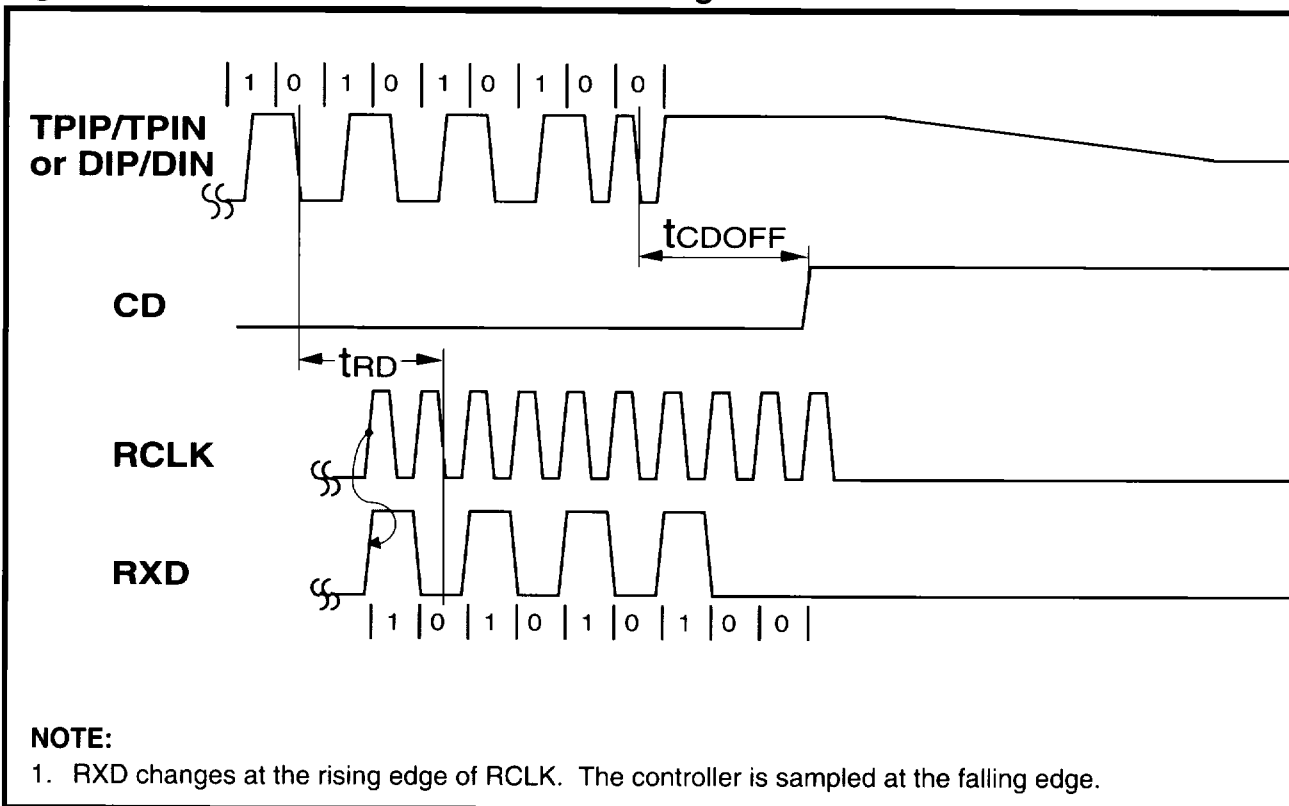 | 1 | 0 | 1 | 0 | 1 | 0 | 1 | 0 | 0 |
TPIP/TPIN
or DIP/DIN
tCDOFF
CD
tRD
RCLK
RXD
| 1 | 0 | 1 | 0 | 1 | 0 | 1 | 0 | 0 |
NOTE:
1. RXD changes at the rising edge of RCLK. The controller is sampled at the falling edge.